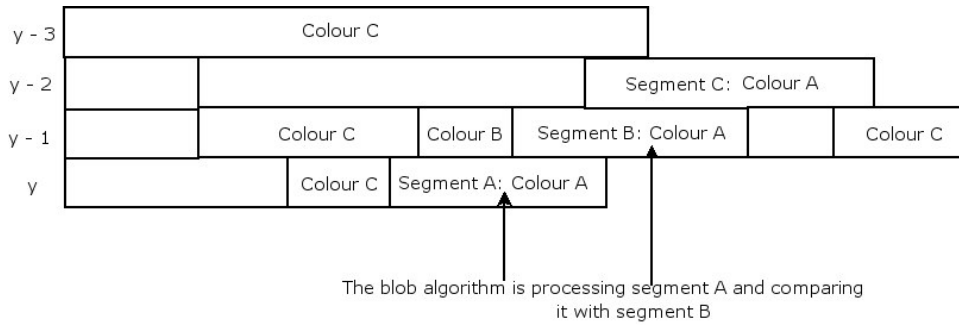 y - 3 Colour C
y - 2 Segment C: Colour A
y - 1 Colour C Colour B Segment B: Colour A Colour C
y Colour C Segment A: Colour A
The blob algorithm is processing segment A and comparing
it with segment B